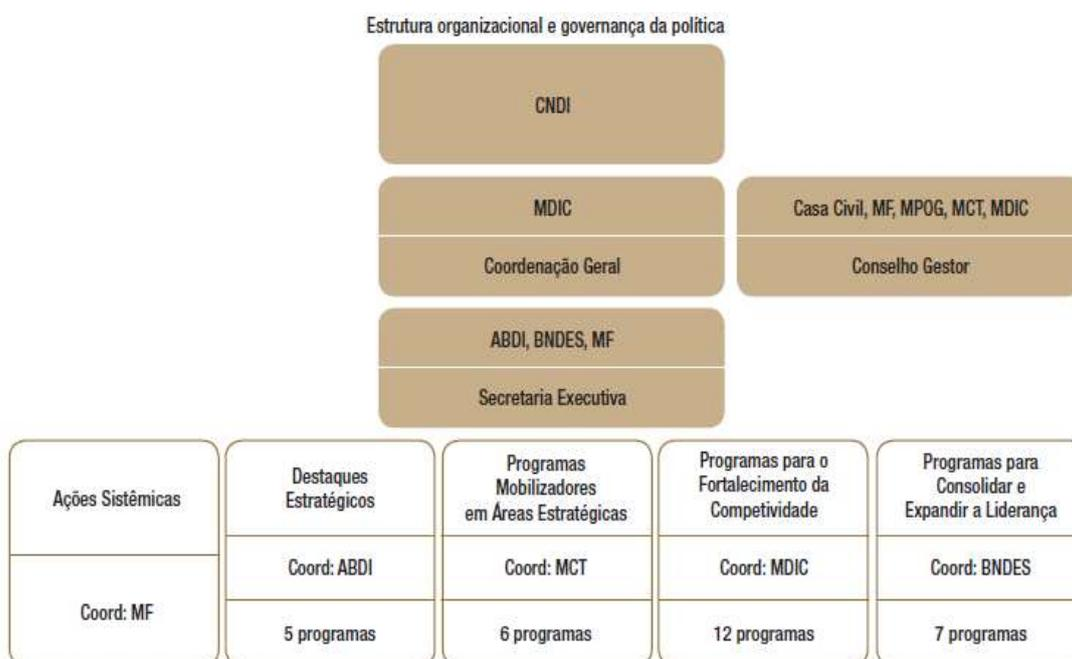 Estrutura organizacional e governança da política
CNDI
MDIC
Coordenação Geral
Casa Civil, MF, MPOG, MCT, MDIC
Conselho Gestor
ABDI, BNDES, MF
Secretaria Executiva
Ações Sistêmicas
Coord: MF
Destaques
Estratégicos
Coord: ABDI
5 programas
Programas
Mobilizadores
em Áreas Estratégicas
Coord: MCT
6 programas
Programas para o
Fortalecimento da
Competividade
Coord: MDIC
12 programas
Programas para
Consolidar e
Expandir a Liderança
Coord: BNDES
7 programas